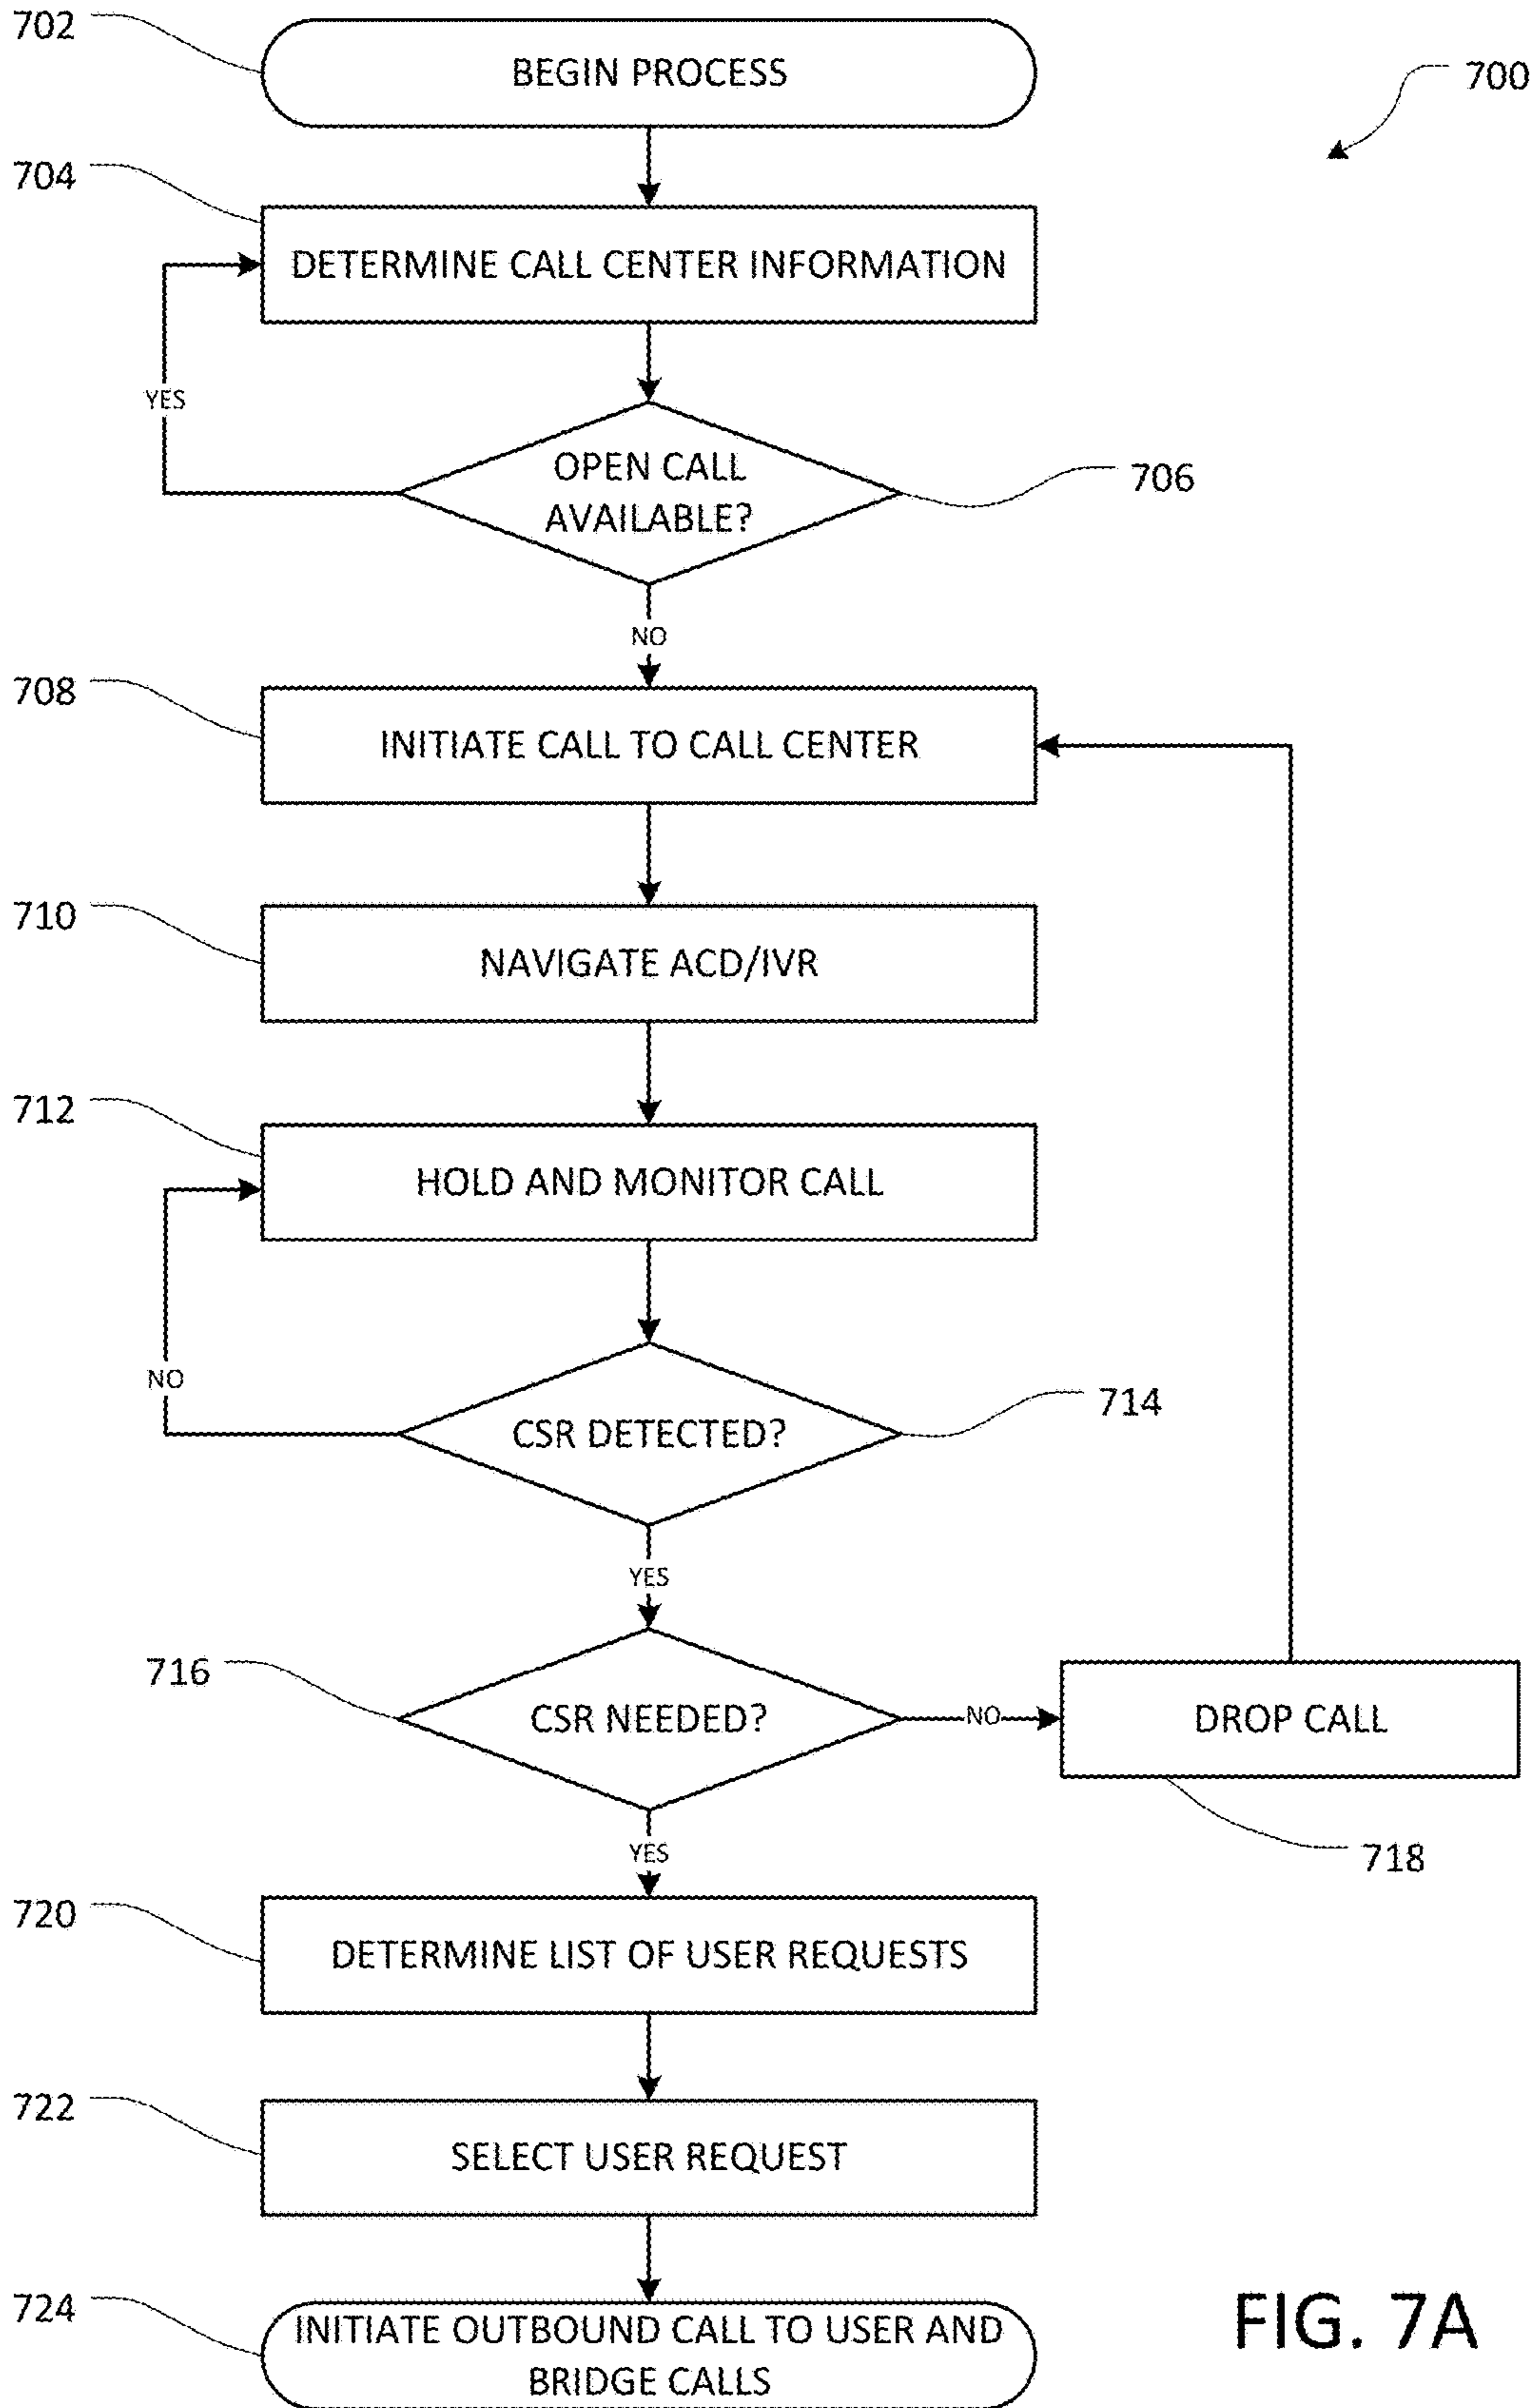 702
BEGIN PROCESS
700
704
DETERMINE CALL CENTER INFORMATION
YES
OPEN CALL
AVAILABLE?
706
NO
708
INITIATE CALL TO CALL CENTER
710
NAVIGATE ACD/IVR
712
HOLD AND MONITOR CALL
NO
CSR DETECTED?
714
YES
716
CSR NEEDED?
NO
DROP CALL
718
YES
720
DETERMINE LIST OF USER REQUESTS
722
SELECT USER REQUEST
724
INITIATE OUTBOUND CALL TO USER AND
BRIDGE CALLS
FIG. 7A